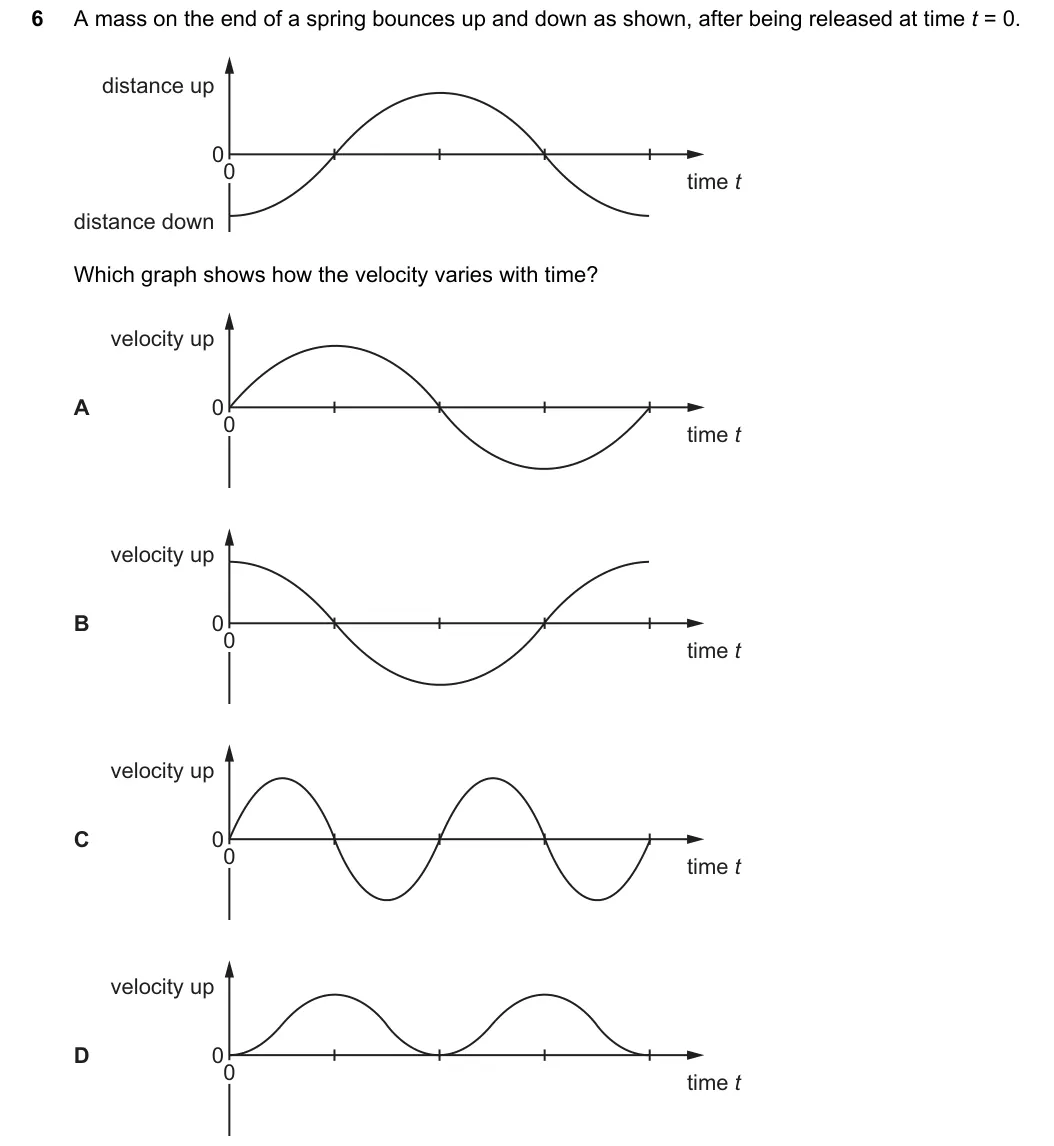 6 A mass on the end of a spring bounces up and down as shown, after being released at time t = 0.
distance up
0
0
time t
distance down
Which graph shows how the velocity varies with time?
velocity up
A
0
0
time t
velocity up
B
0
0
time t
velocity up
C
0
0
time t
velocity up
D
0
0
time t